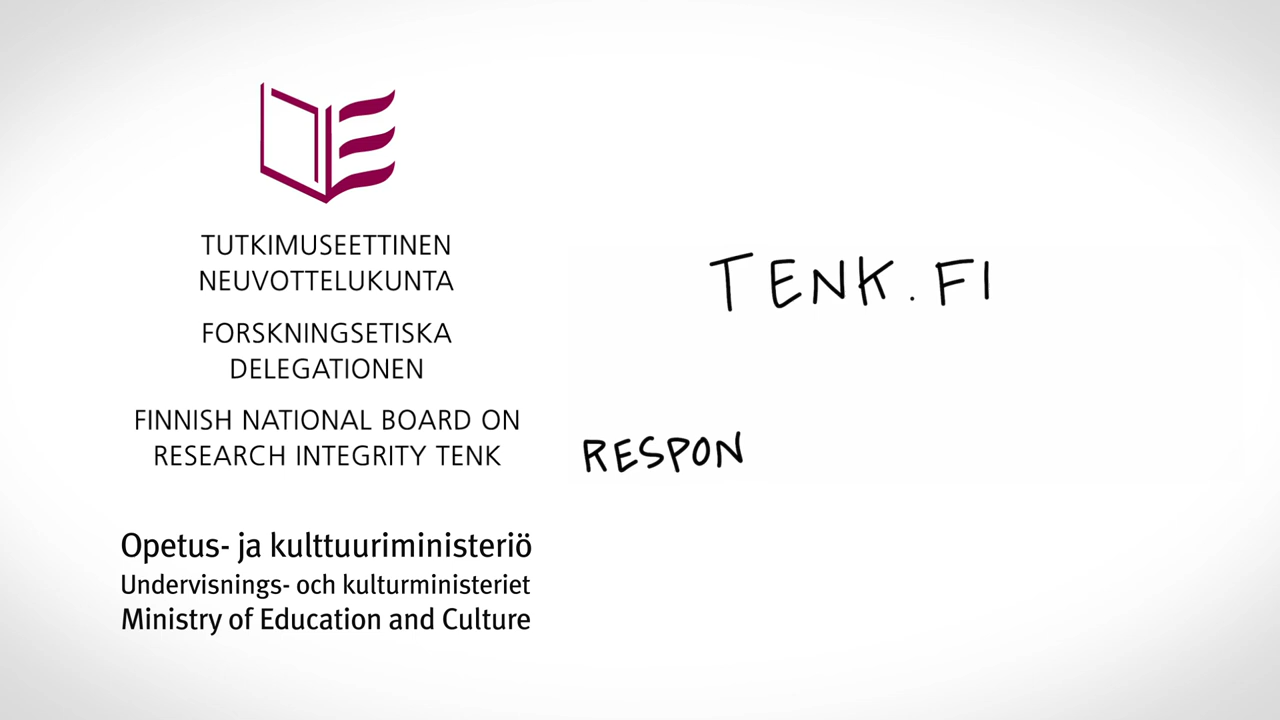 TUTKIMUSEETTINEN
NEUVOTTELUKUNTA
FORSKNINGSETISKA
DELEGATIONEN
FINNISH NATIONAL BOARD ON
RESEARCH INTEGRITY TENK
Opetus- ja kulttuuriministeriö
Undervisnings- och kulturministeriet
Ministry of Education and Culture
TENK.FI
RESPON